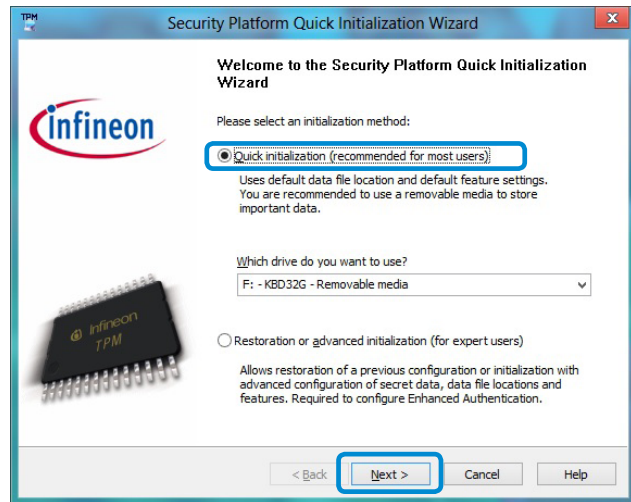 TPM
Security Platform Quick Initialization Wizard
X
Welcome to the Security Platform Quick Initialization
Wizard
infineon
Please select an initialization method:
Quick initialization (recommended for most users)
Uses default data file location and default feature settings.
You are recommended to use a removable media to store
important data.
Which drive do you want to use?
F: - KBD32G - Removable media
Infineon
TPM
Restoration or advanced initialization (for expert users)
Allows restoration of a previous configuration or initialization with
advanced configuration of secret data, data file locations and
features. Required to configure Enhanced Authentication.
< Back
Next >
Cancel
Help